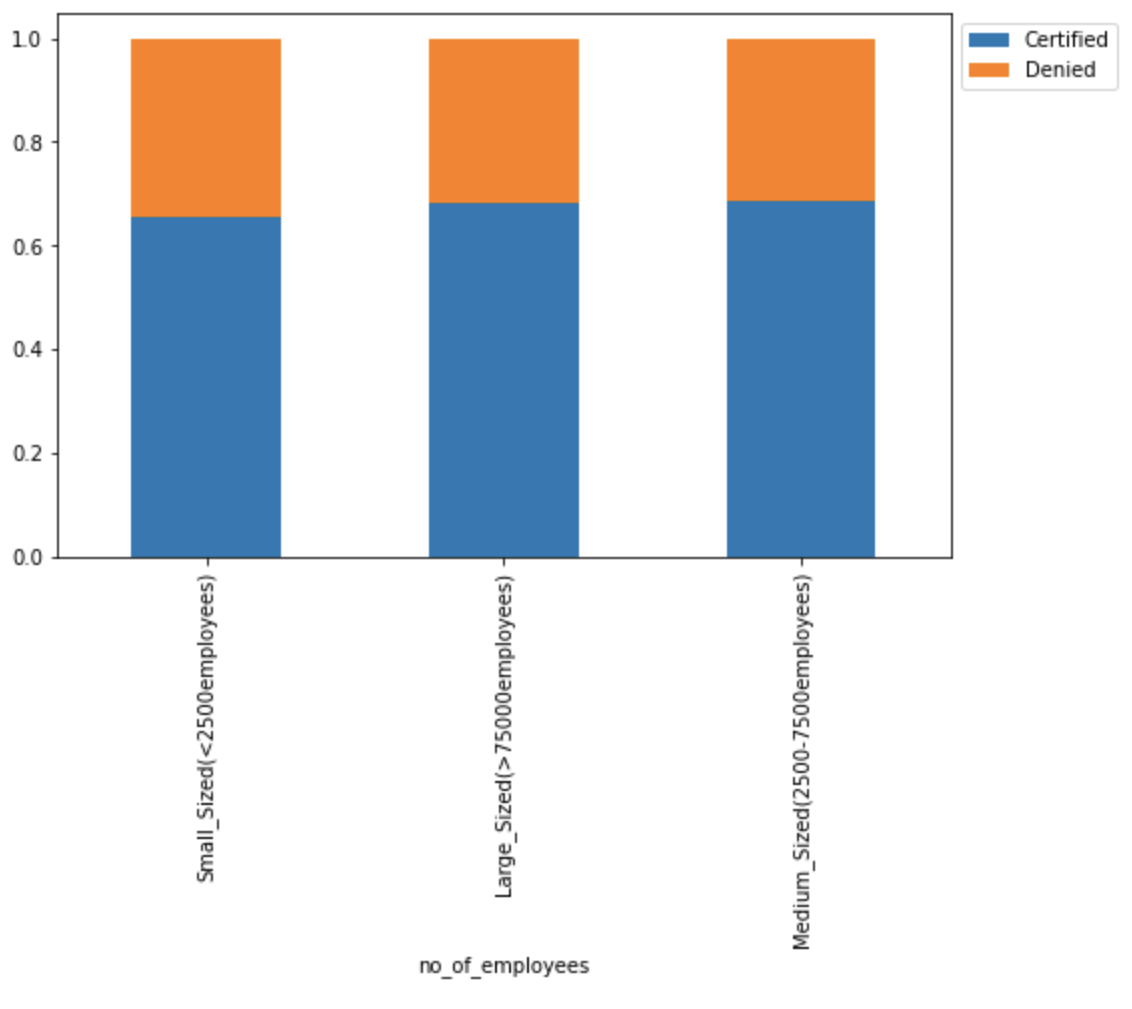 1.0
0.8
0.6
0.4
0.2
0.0
Certified
Denied
Small_Sized(<2500employees)
Large_Sized(>75000employees)
Medium_Sized(2500-7500employees)
no_of_employees